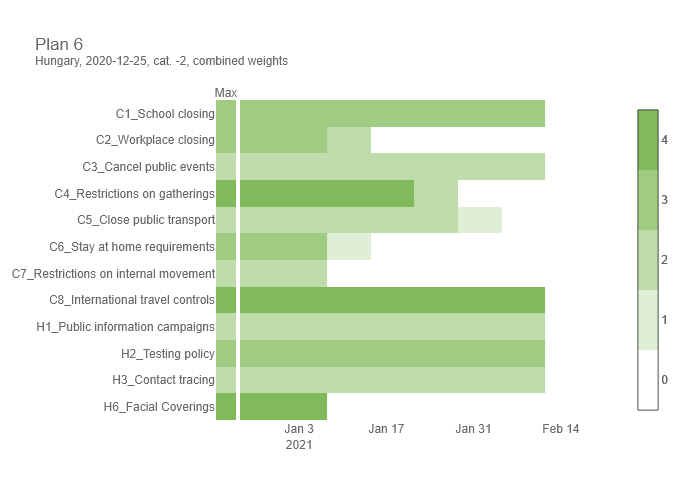 Plan 6
Hungary, 2020-12-25, cat. -2, combined weights
Max
C1_School closing
C2_Workplace closing
C3_Cancel public events
C4_Restrictions on gatherings
C5_Close public transport
C6_Stay at home requirements
C7_Restrictions on internal movement
C8_International travel controls
H1_Public information campaigns
H2_Testing policy
H3_Contact tracing
H6_Facial Coverings
Jan 3 Jan 17 Jan 31 Feb 14
2021
4
3
2
1
0